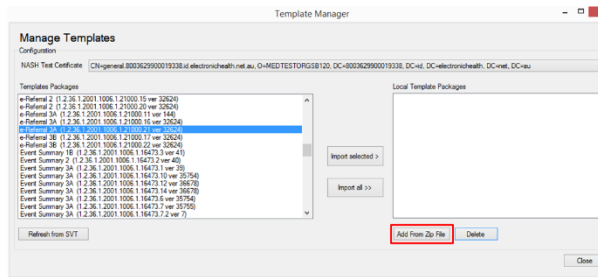 Template Manager
Manage Templates
Configuration
NASH Test Certificate CN=general.8003629900019338.id.electronichealth.net.au, O=MEDTESTORGSB120, DC=8003629900019338, DC=id, DC=electronichealth, DC=net, DC=au
Templates Packages
Local Template Packages
e-Referral 2 (1.2.36.1.2001.1006.1.21000.15 ver 32624)
e-Referral 2 (1.2.36.1.2001.1006.1.21000.20 ver 32624)
e-Referral 3A (1.2.36.1.2001.1006.1.21000.11 ver 144)
e-Referral 3A (1.2.36.1.2001.1006.1.21000.16 ver 32624)
e-Referral 3A (1.2.36.1.2001.1006.1.21000.21 ver 32624)
e-Referral 3B (1.2.36.1.2001.1006.1.21000.17 ver 32624)
e-Referral 3B (1.2.36.1.2001.1006.1.21000.22 ver 32624)
Event Summary 1B (1.2.36.1.2001.1006.1.16473.3 ver 41)
Event Summary 2 (1.2.36.1.2001.1006.1.16473.2 ver 40)
Event Summary 3A (1.2.36.1.2001.1006.1.16473.1 ver 39)
Event Summary 3A (1.2.36.1.2001.1006.1.16473.10 ver 35754)
Event Summary 3A (1.2.36.1.2001.1006.1.16473.12 ver 36678)
Event Summary 3A (1.2.36.1.2001.1006.1.16473.14 ver 36678)
Event Summary 3A (1.2.36.1.2001.1006.1.16473.6 ver 35754)
Event Summary 3A (1.2.36.1.2001.1006.1.16473.7 ver 35755)
Event Summary 3A (1.2.36.1.2001.1006.1.16473.7.2 ver 7)
Import selected >
Import all >>
Refresh from SVT
Add From Zip File
Delete
Close